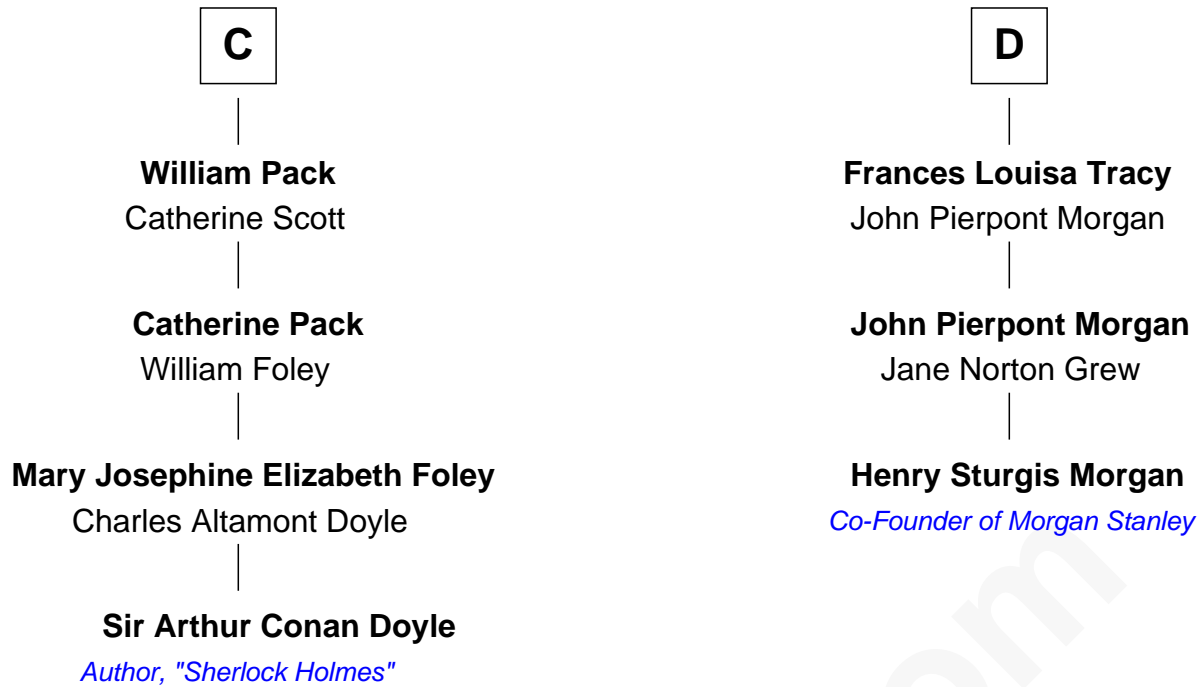 C
William Pack
Catherine Scott
Catherine Pack
William Foley
Mary Josephine Elizabeth Foley
Charles Altamont Doyle
Sir Arthur Conan Doyle
Author, "Sherlock Holmes"
D
Frances Louisa Tracy
John Pierpont Morgan
John Pierpont Morgan
Jane Norton Grew
Henry Sturgis Morgan
Co-Founder of Morgan Stanley
om